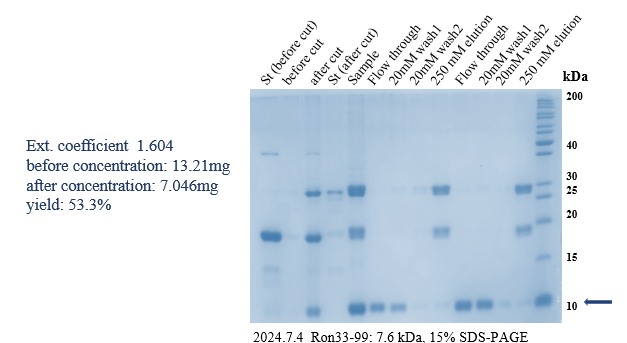 St (before cut)
before cut
after cut
St (after cut)
Sample
Flow through
20mM wash1
20mM wash2
250 mM elution
Flow through
20mM wash1
20mM wash2
250 mM elution
kDa
200
40
30
25
20
15
10
Ext. coefficient 1.604
before concentration: 13.21mg
after concentration: 7.046mg
yield: 53.3%
2024.7.4 Ron33-99: 7.6 kDa, 15% SDS-PAGE